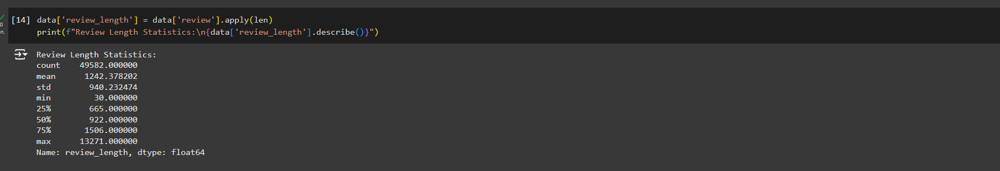 [14] data['review_length'] = data['review'].apply(len)
0
sn. print(f"Review Length Statistics:\n{data['review_length'].describe()}")
Review Length Statistics:
count    49582.000000
mean      1242.378202
std        940.232474
min         30.000000
25%        665.000000
50%        922.000000
75%       1506.000000
max      13271.000000
Name: review_length, dtype: float64